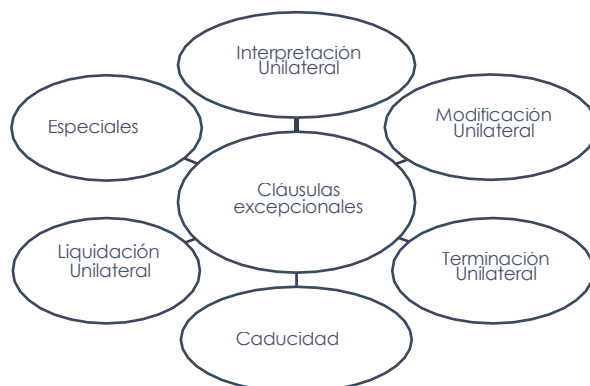 Interpretación
Unilateral
Especiales
Modificación
Unilateral
Cláusulas
excepcionales
Liquidación
Unilateral
Terminación
Unilateral
Caducidad